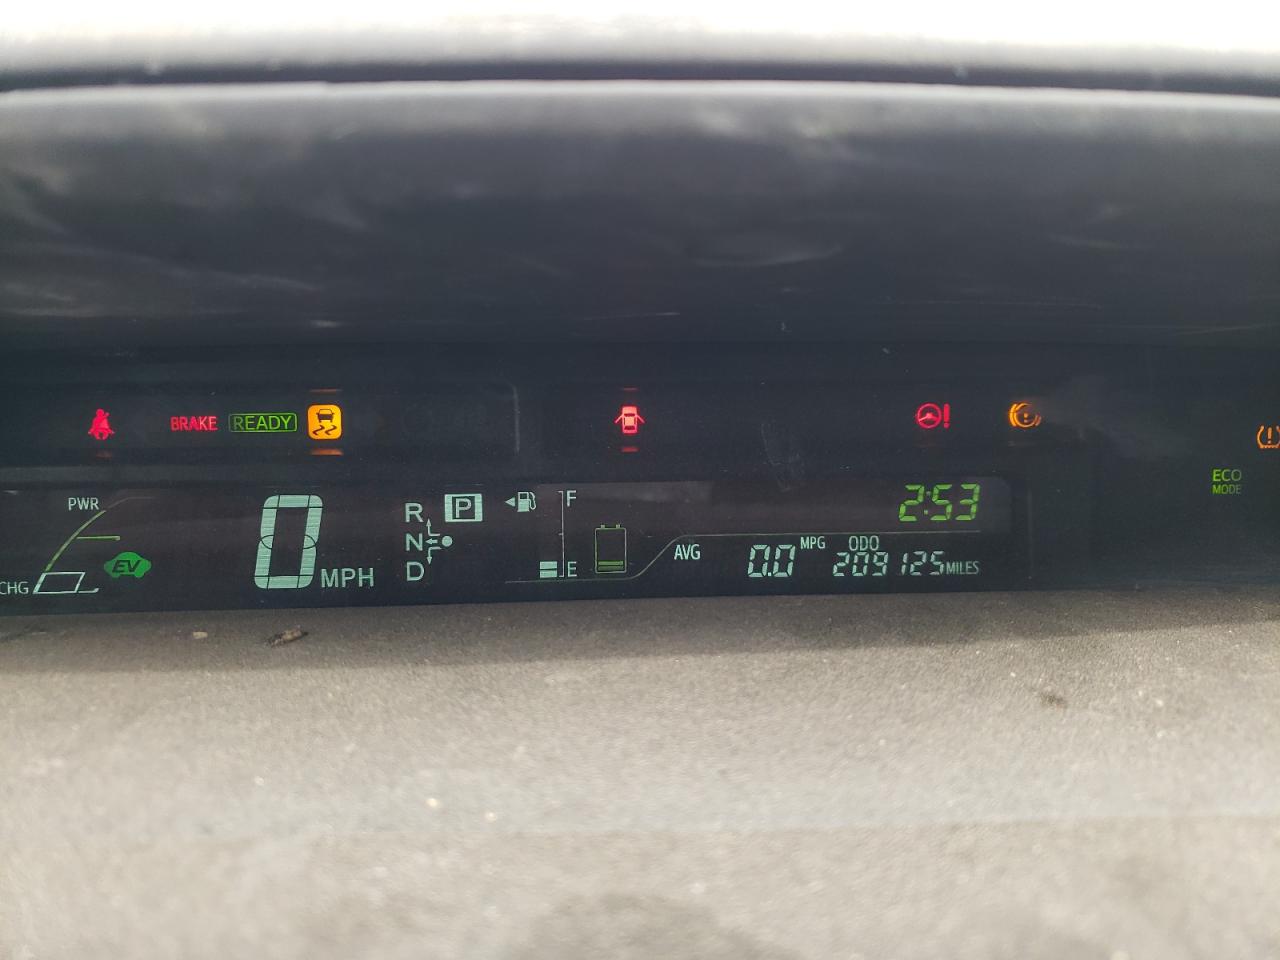 BRAKE READY
ECO
MODE
PWR
CHG
EV
0 MPH
R
N
D
P
F
E
2:53
AVG 0.0 MPG
ODO
209125 MILES